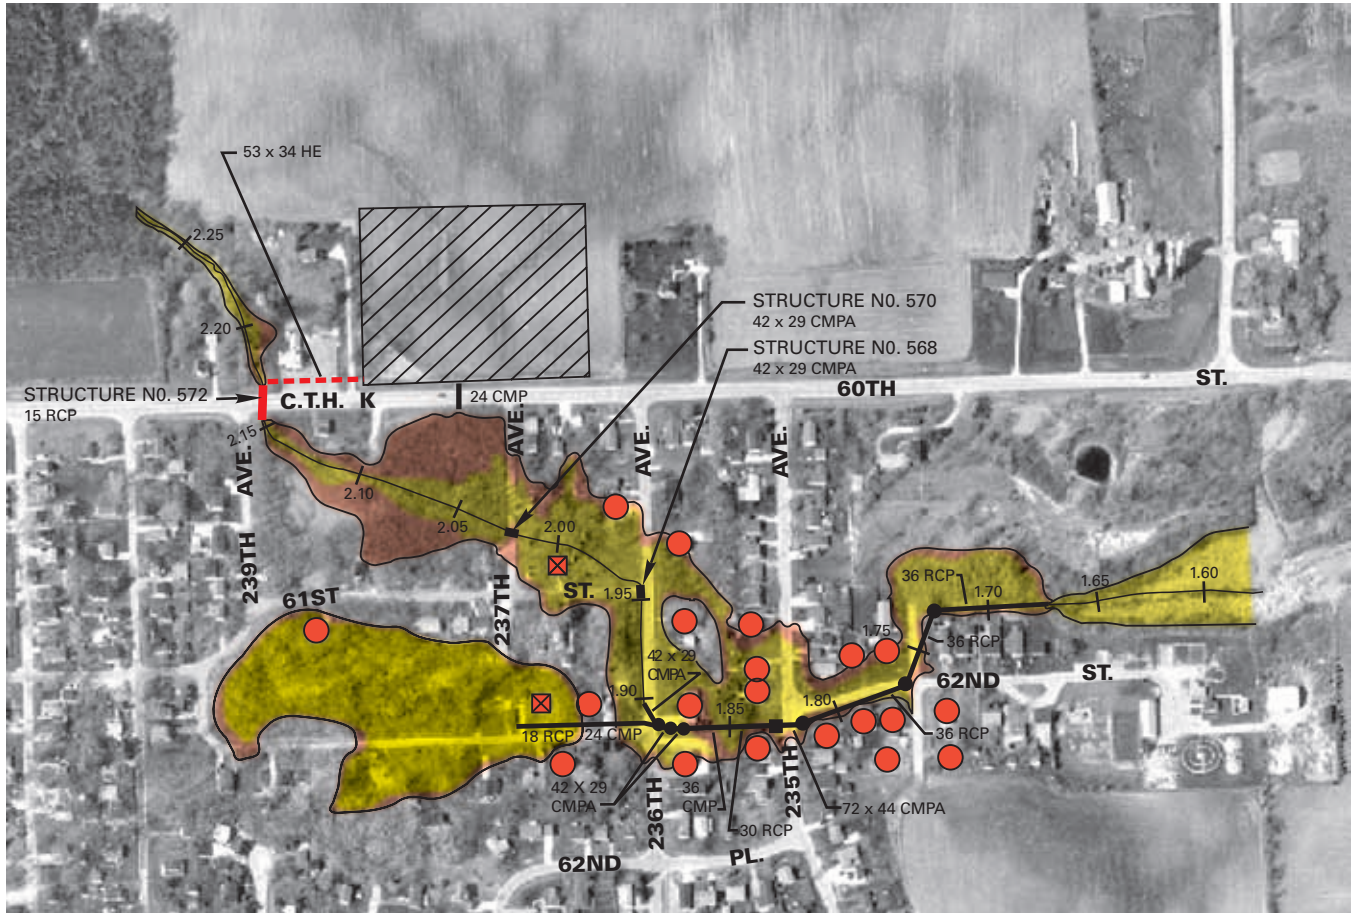 53 x 34 HE
2.25
2.20
STRUCTURE NO. 570
42 x 29 CMPA
STRUCTURE NO. 568
42 x 29 CMPA
STRUCTURE NO. 572
15 RCP
C.T.H. K
24 CMP
60TH
ST.
2.15
AVE.
239TH
AVE.
237TH
AVE.
236TH
AVE.
235TH
2.10
2.05
2.00
ST.
1.95
61ST
36 RCP
1.70
1.65
1.60
1.75
36 RCP
42 x 29
CMPA
62ND
ST.
1.90
1.85
1.80
36 RCP
18 RCP
24 CMP
42 X 29
CMPA
36
CMP
30 RCP
72 x 44 CMPA
62ND
PL.